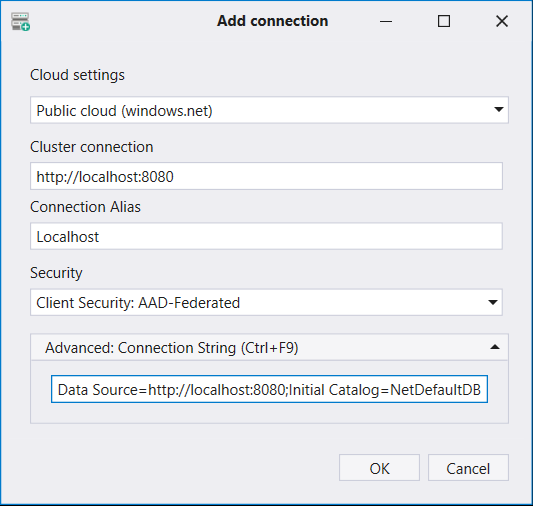 Add connection
Cloud settings
Public cloud (windows.net)
Cluster connection
http://localhost:8080
Connection Alias
Localhost
Security
Client Security: AAD-Federated
Advanced: Connection String (Ctrl+F9)
Data Source=http://localhost:8080;Initial Catalog=NetDefaultDB
OK Cancel